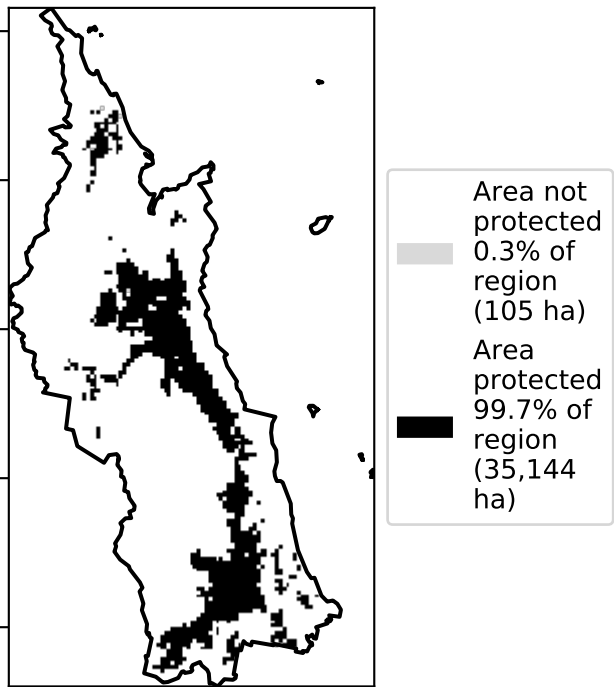 Area not
protected
0.3% of
region
(105 ha)
Area
protected
99.7% of
region
(35,144
ha)